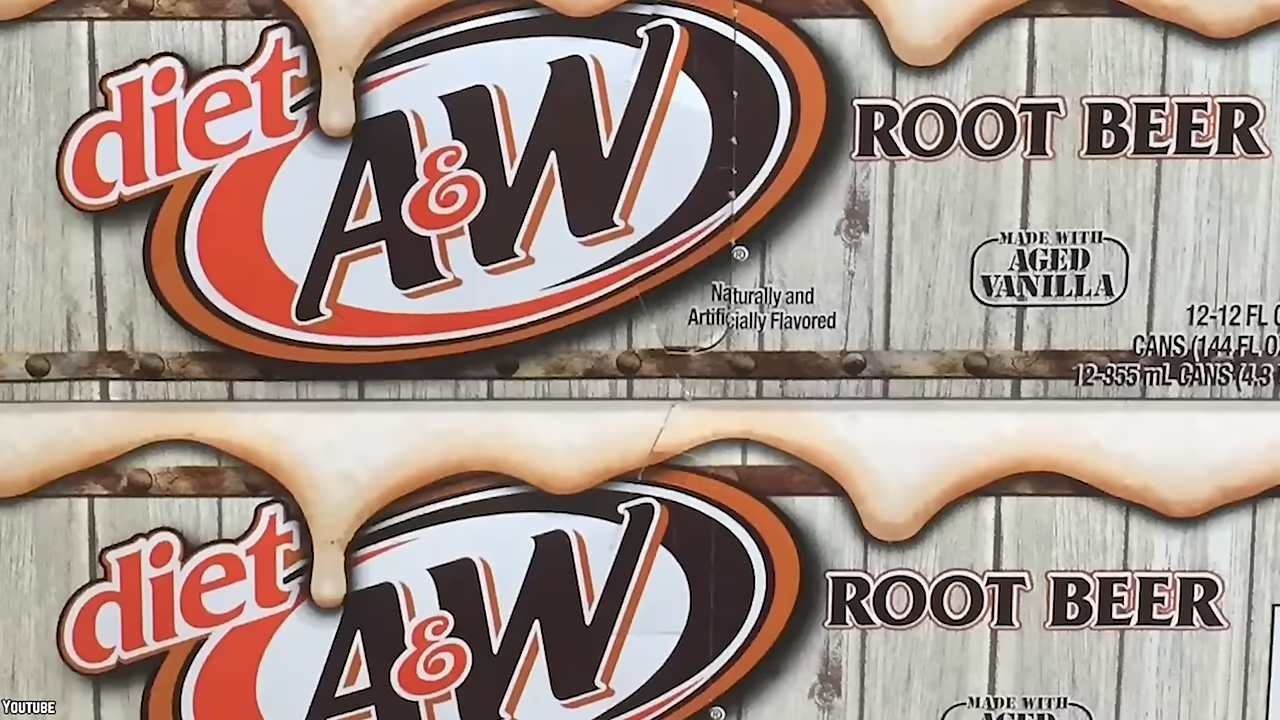 diet
A&W
®
ROOT BEER
MADE WITH
AGED
VANILLA
Naturally and
Artificially Flavored
12-12 FL
CANS (144 FL O
12-355 mL CANS (4.3
diet
A&W
®
ROOT BEER
MADE WITH
AGED
YOUTUBE